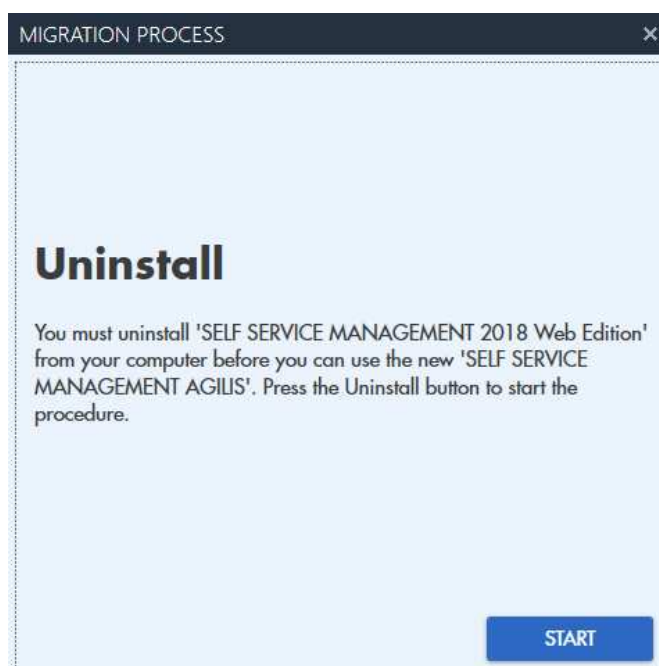 MIGRATION PROCESS
Uninstall
You must uninstall 'SELF SERVICE MANAGEMENT 2018 Web Edition'
from your computer before you can use the new 'SELF SERVICE
MANAGEMENT AGILIS'. Press the Uninstall button to start the
procedure.
START